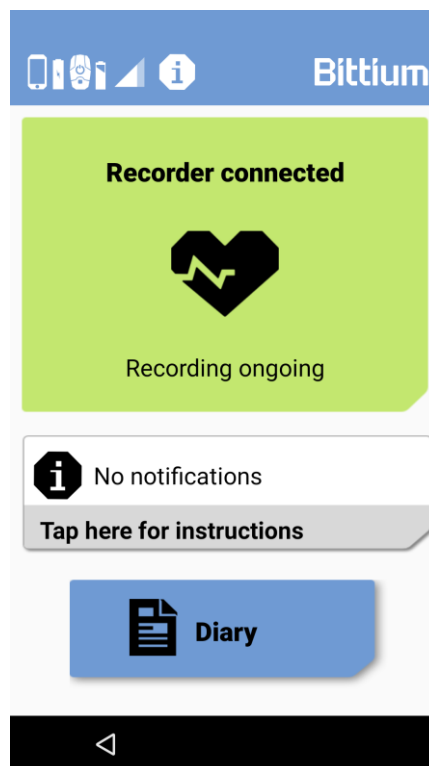 Bittium
Recorder connected
Recording ongoing
No notifications
Tap here for instructions
Diary